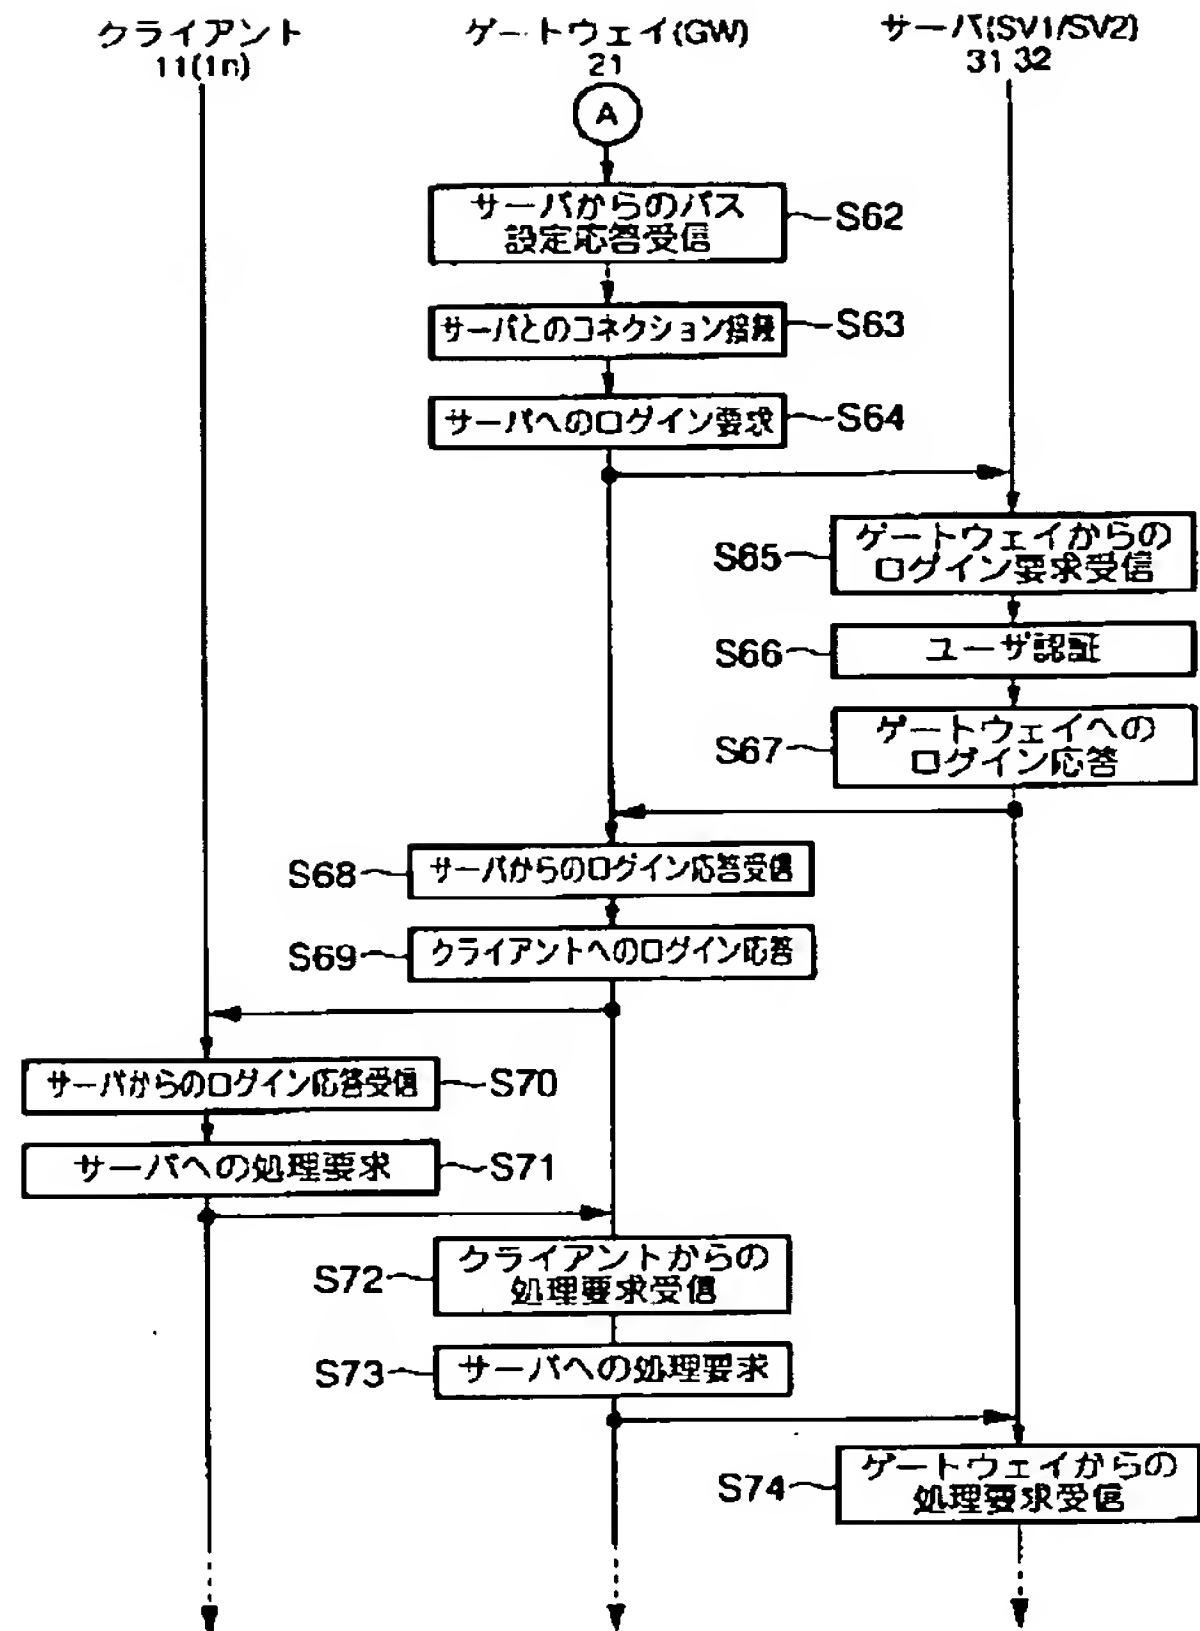 クライアント
11(1n)
ゲートウェイ(GW)
21
サーバ(SV1/SV2)
31 32
A
サーバからのパス
設定応答受信
S62
サーバとのコネクション接続
S63
サーバへのログイン要求
S64
S65
ゲートウェイからの
ログイン要求受信
S66
ユーザ認証
S67
ゲートウェイへの
ログイン応答
S68
サーバからのログイン応答受信
S69
クライアントへのログイン応答
サーバからのログイン応答受信
S70
サーバへの処理要求
S71
S72
クライアントからの
処理要求受信
S73
サーバへの処理要求
S74
ゲートウェイからの
処理要求受信